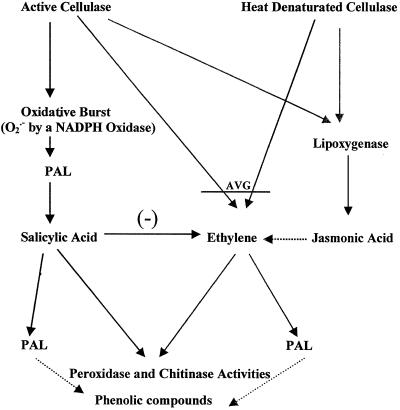 Active Cellulase Heat Denaturated Cellulase
Oxidative Burst
(O₂·⁻ by a NADPH Oxidase)
Lipoxygenase
PAL
AVG
(-)
Salicylic Acid Ethylene Jasmonic Acid
PAL PAL
Peroxidase and Chitinase Activities
Phenolic compounds